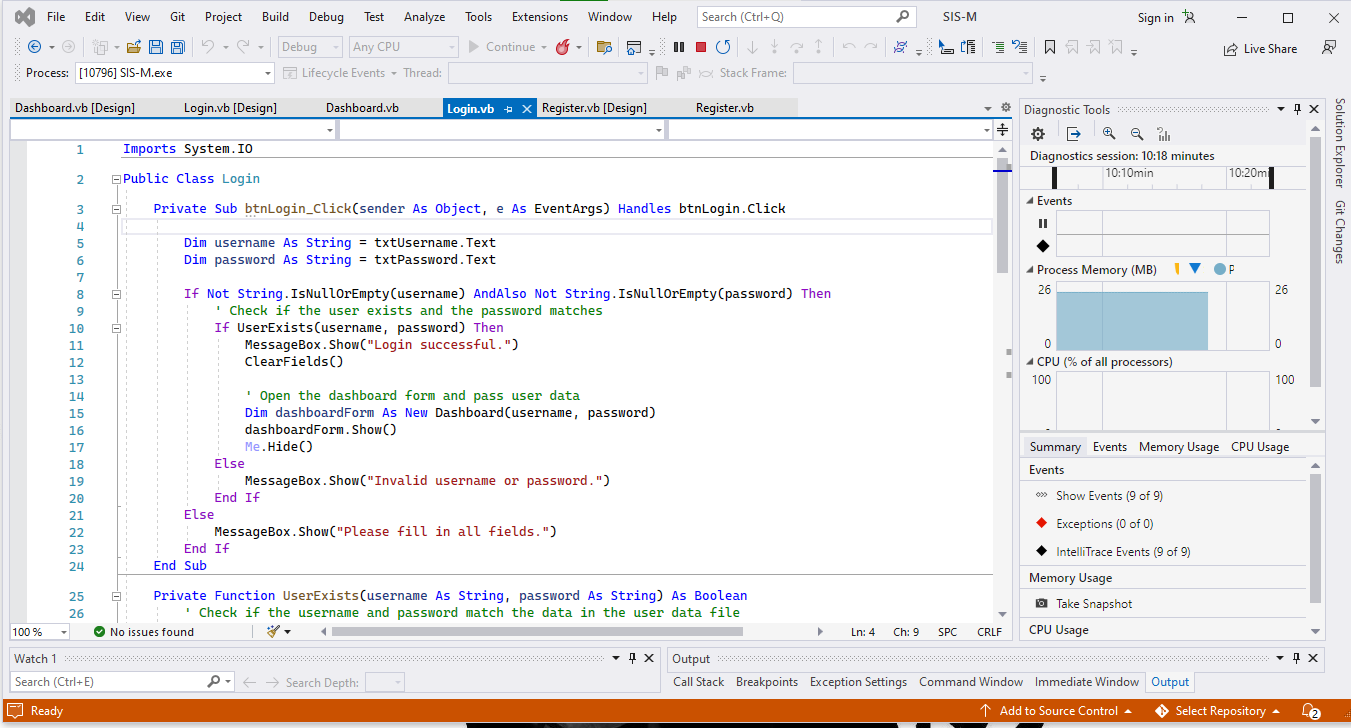 File Edit View Git Project Build Debug Test Analyze Tools Extensions Window Help Search (Ctrl+Q) SIS-M Sign in
Debug Any CPU Continue Live Share
Process: [10796] SIS-M.exe Lifecycle Events Thread: Stack Frame:
Dashboard.vb [Design] Login.vb [Design] Dashboard.vb Login.vb Register.vb [Design] Register.vb
1 Imports System.IO
2 Public Class Login
3 Private Sub btnLogin_Click(sender As Object, e As EventArgs) Handles btnLogin.Click
4
5 Dim username As String = txtUsername.Text
6 Dim password As String = txtPassword.Text
7
8 If Not String.IsNullOrEmpty(username) AndAlso Not String.IsNullOrEmpty(password) Then
9 ' Check if the user exists and the password matches
10 If UserExists(username, password) Then
11 MessageBox.Show("Login successful.")
12 ClearFields()
13
14 ' Open the dashboard form and pass user data
15 Dim dashboardForm As New Dashboard(username, password)
16 dashboardForm.Show()
17 Me.Hide()
18 Else
19 MessageBox.Show("Invalid username or password.")
20 End If
21 Else
22 MessageBox.Show("Please fill in all fields.")
23 End If
24 End Sub
25 Private Function UserExists(username As String, password As String) As Boolean
26 ' Check if the username and password match the data in the user data file
100 % No issues found Ln: 4 Ch: 9 SPC CRLF
Diagnostic Tools
Diagnostics session: 10:18 minutes
10:10min 10:20mi
Events
Process Memory (MB) P
26 26
0 0
CPU (% of all processors)
100 100
Summary Events Memory Usage CPU Usage
Events
Show Events (9 of 9)
Exceptions (0 of 0)
IntelliTrace Events (9 of 9)
Memory Usage
Take Snapshot
CPU Usage
Solution Explorer
Git Changes
Watch 1
Search (Ctrl+E) Search Depth:
Output
Call Stack Breakpoints Exception Settings Command Window Immediate Window Output
Ready Add to Source Control Select Repository 2